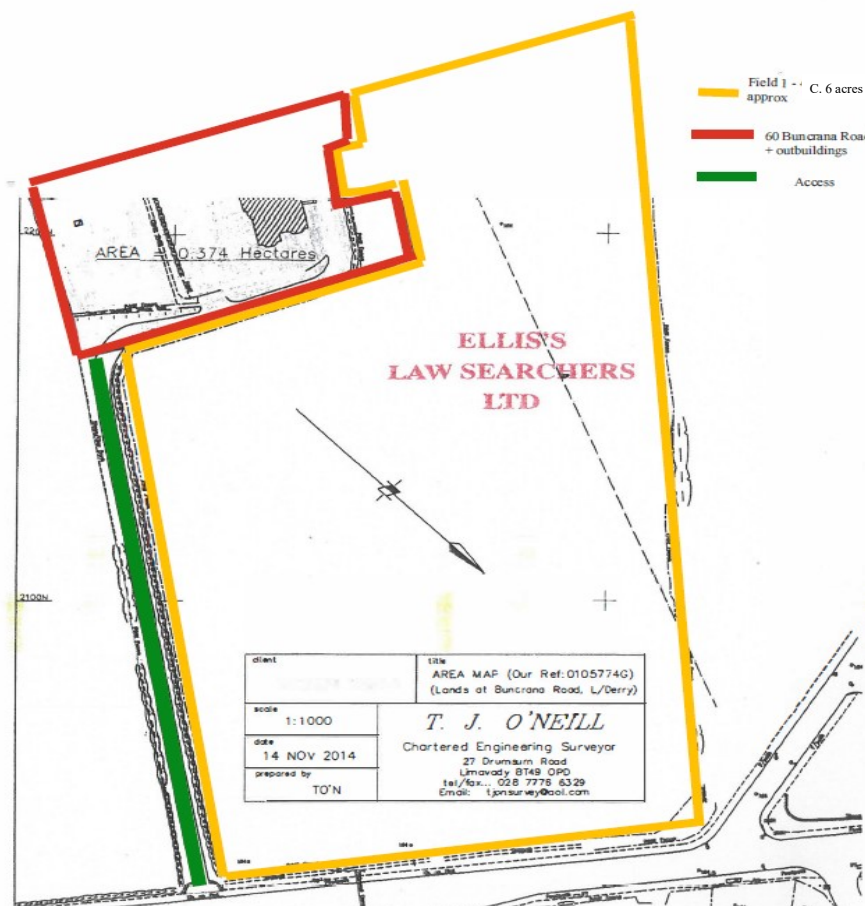 Field 1 - C. 6 acres
approx
60 Buncrana Road
+ outbuildings
Access
2200N
AREA = 0.374 Hectares
ELLIS'S
LAW SEARCHERS
LTD
2100N
client
title
AREA MAP (Our Ref:0105774G)
(Lands at Buncrana Road, L/Derry)
scale
1:1000
date
14 NOV 2014
prepared by
TO'N
T. J. O'NEILL
Chartered Engineering Surveyor
27 Drumsurn Road
Limavady BT49 0PD
tel/fax... 028 7776 6329
Email: tjonsurvey@aol.com